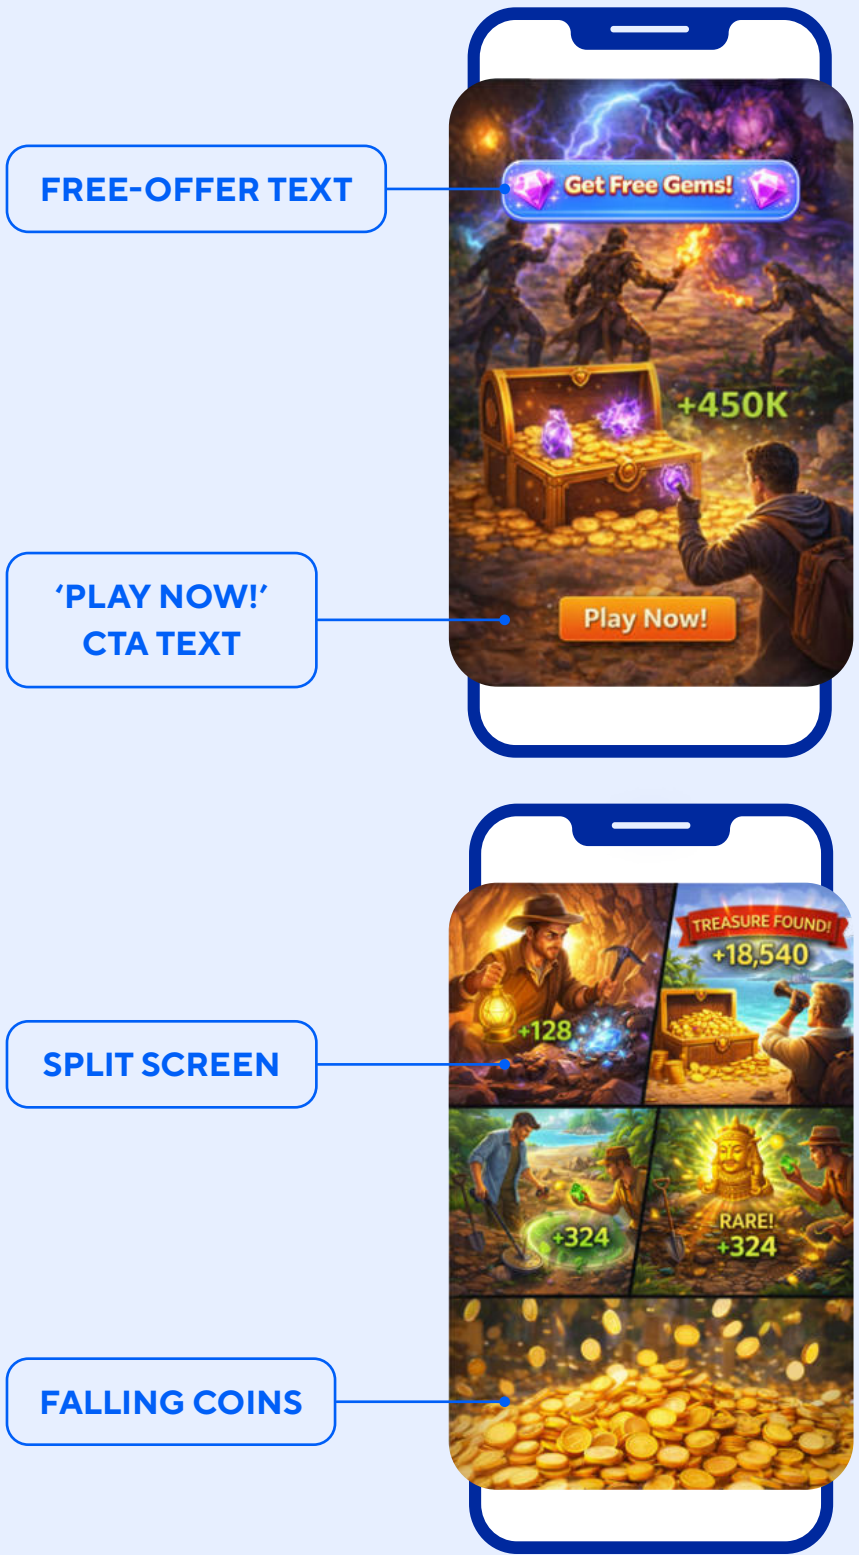 FREE-OFFER TEXT
Get Free Gems!
+450K
‘PLAY NOW!’
CTA TEXT
Play Now!
TREASURE FOUND!
+18,540
+128
SPLIT SCREEN
+324
RARE!
+324
FALLING COINS